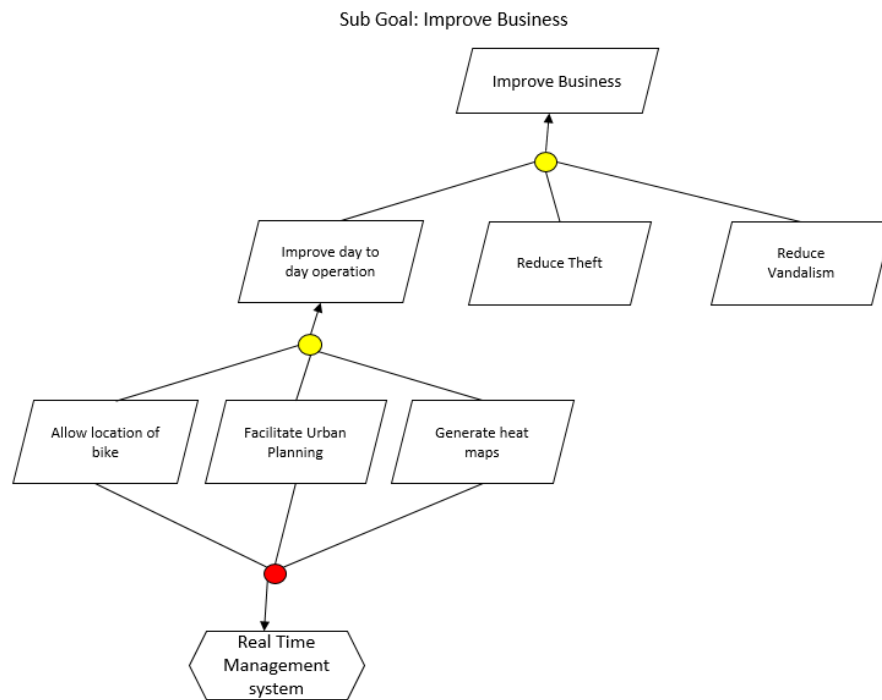 Sub Goal: Improve Business
Improve Business
Improve day to
day operation
Reduce Theft
Reduce
Vandalism
Allow location of
bike
Facilitate Urban
Planning
Generate heat
maps
Real Time
Management
system